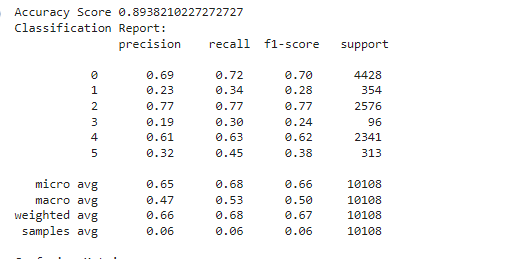 Accuracy Score 0.8938210227272727
Classification Report:
precision recall f1-score support
0 0.69 0.72 0.70 4428
1 0.23 0.34 0.28 354
2 0.77 0.77 0.77 2576
3 0.19 0.30 0.24 96
4 0.61 0.63 0.62 2341
5 0.32 0.45 0.38 313
micro avg 0.65 0.68 0.66 10108
macro avg 0.47 0.53 0.50 10108
weighted avg 0.66 0.68 0.67 10108
samples avg 0.06 0.06 0.06 10108